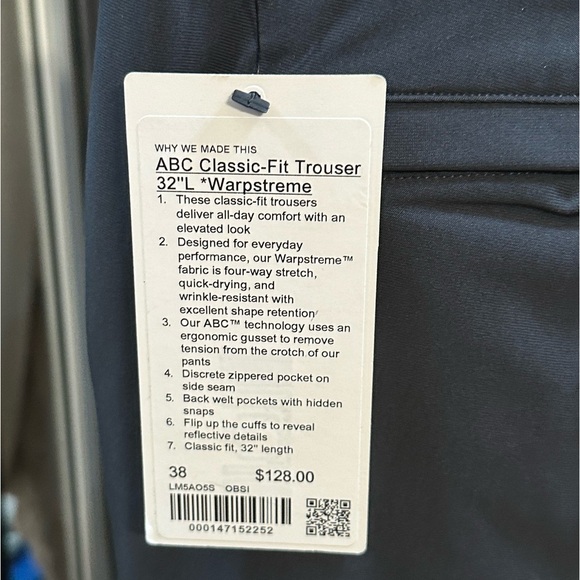 WHY WE MADE THIS
ABC Classic-Fit Trouser
32"L *Warpstreme
1. These classic-fit trousers
deliver all-day comfort with an
elevated look
2. Designed for everyday
performance, our Warpstreme™
fabric is four-way stretch,
quick-drying, and
wrinkle-resistant with
excellent shape retention
3. Our ABC™ technology uses an
ergonomic gusset to remove
tension from the crotch of our
pants
4. Discrete zippered pocket on
side seam
5. Back welt pockets with hidden
snaps
6. Flip up the cuffs to reveal
reflective details
7. Classic fit, 32" length
38 $128.00
LM5AO5S OBSI
000147152252